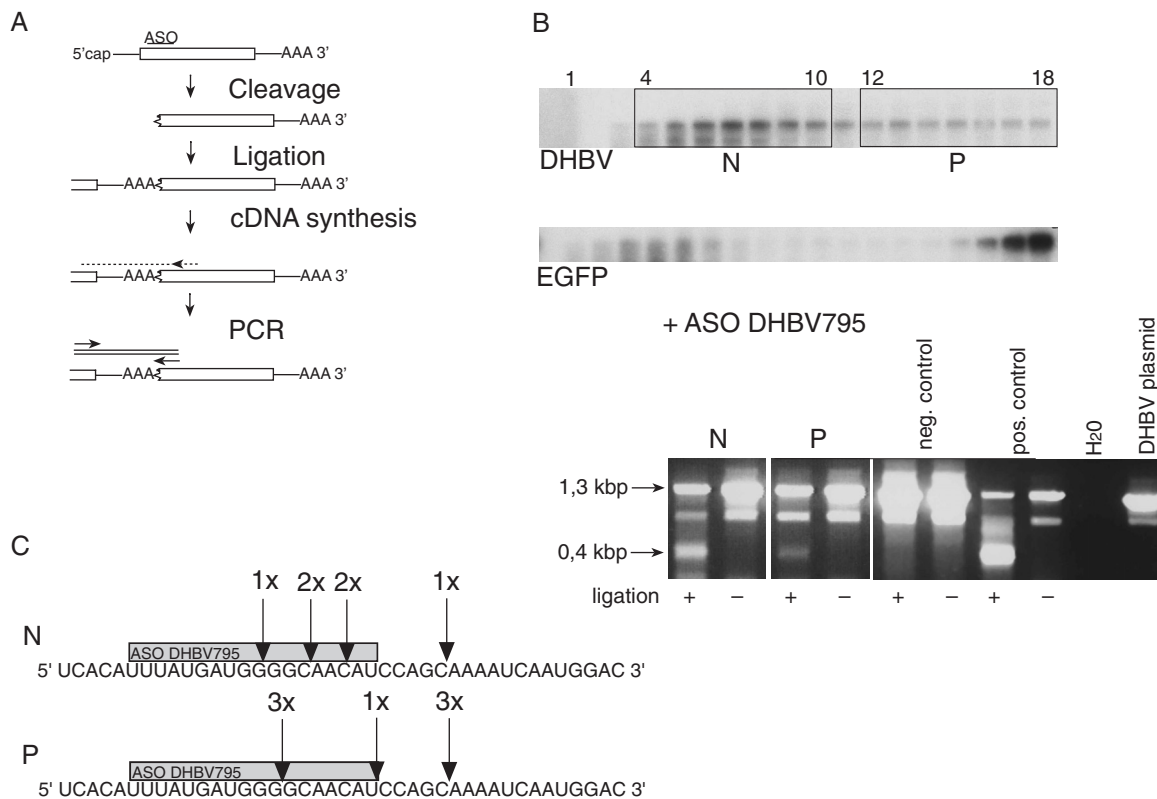 A
ASO
5'cap AAA 3'
Cleavage
AAA 3'
Ligation
AAA AAA 3'
cDNA synthesis
AAA AAA 3'
PCR
AAA AAA 3'
B
1 4 10 12 18
DHBV N P
EGFP
+ ASO DHBV795
N P neg. control pos. control H20 DHBV plasmid
1,3 kbp
0,4 kbp
ligation + – + – + – + –
C
1x 2x 2x 1x
N
ASO DHBV795
5' UCACAUUUAUGAUGGGGCAACAUCCAGCAAAAUCAAUGGAC 3'
3x 1x 3x
P
ASO DHBV795
5' UCACAUUUAUGAUGGGGCAACAUCCAGCAAAAUCAAUGGAC 3'